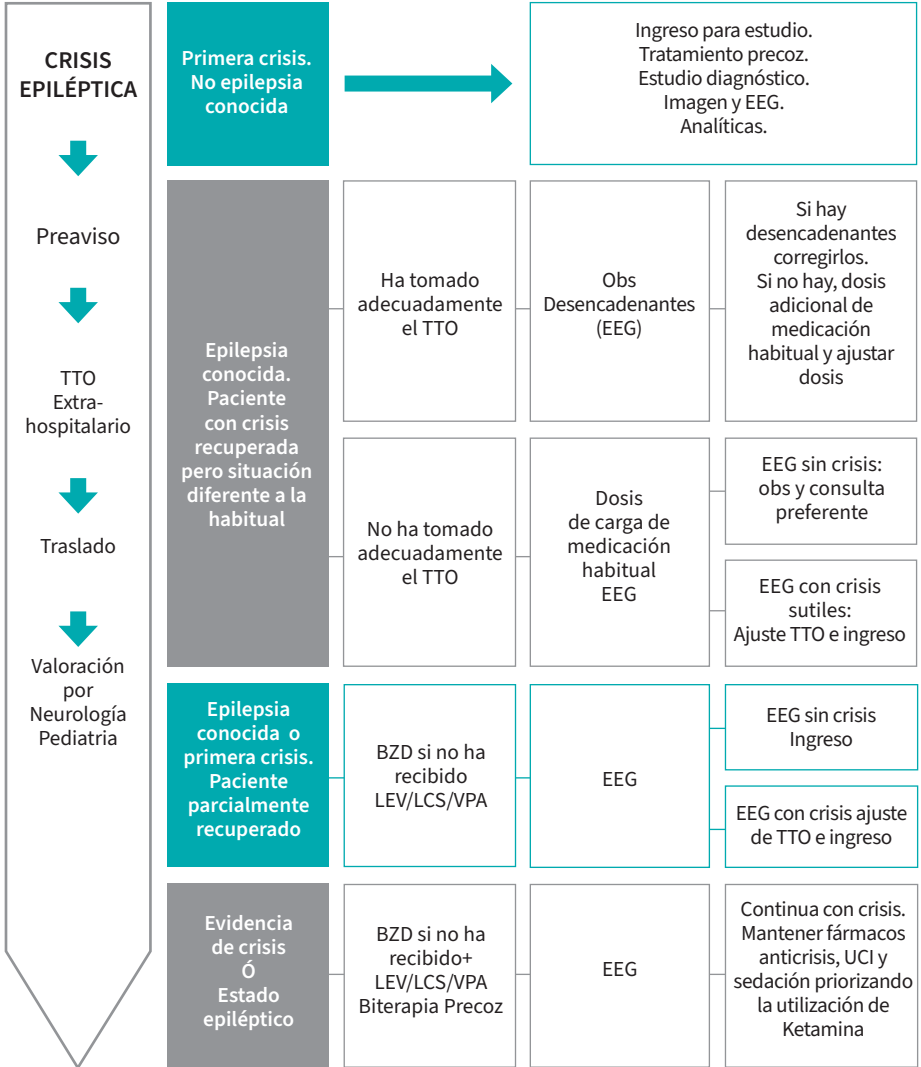 CRISIS
EPILÉPTICA
Preaviso
TTO
Extra-
hospitalario
Traslado
Valoración
por
Neurología
Pediatria
Primera crisis.
No epilepsia
conocida
Ingreso para estudio.
Tratamiento precoz.
Estudio diagnóstico.
Imagen y EEG.
Analíticas.
Epilepsia
conocida.
Paciente
con crisis
recuperada
pero situación
diferente a la
habitual
Ha tomado
adecuadamente
el TTO
Obs
Desencadenantes
(EEG)
Si hay
desencadenantes
corregirlos.
Si no hay, dosis
adicional de
medicación
habitual y ajustar
dosis
No ha tomado
adecuadamente
el TTO
Dosis
de carga de
medicación
habitual
EEG
EEG sin crisis:
obs y consulta
preferente
EEG con crisis
sutiles:
Ajuste TTO e ingreso
Epilepsia
conocida o
primera crisis.
Paciente
parcialmente
recuperado
BZD si no ha
recibido
LEV/LCS/VPA
EEG
EEG sin crisis
Ingreso
EEG con crisis ajuste
de TTO e ingreso
Evidencia
de crisis
Ó
Estado
epiléptico
BZD si no ha
recibido+
LEV/LCS/VPA
Biterapia Precoz
EEG
Continua con crisis.
Mantener fármacos
anticrisis, UCI y
sedación priorizando
la utilización de
Ketamina